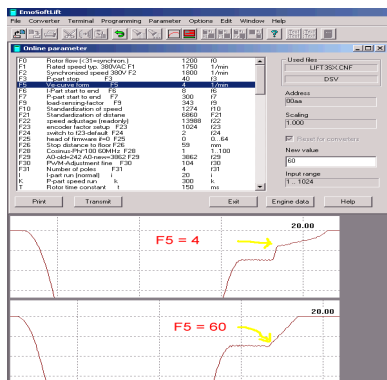 EmoSoftLift
File Converter Terminal Programming Parameter Options Edit Window Help
Online parameter
F0 Rotor flow (<31=synchron.) 1200 f0
F1 Rated speed typ. 380VAC F1 1750 1/min
F2 Synchronized speed 380V F2 1800 1/min
F3 P-part stop F3 40 f3
F5 Vs-curve form F5 4 1/min
F6 I-Part start to end F6 8 f6
F7 P-part start to end F7 300 f7
F9 load-sensing-factor F9 343 f9
F10 Standardization of speed 1274 f10
F21 Standardization of distane 6860 F21
F22 speed adjustage (readonly) 13988 f22
F23 encoder factor setup F23 1024 f23
F24 switch to f23-default F24 2 f24
F25 head of firmware it=0 F25 0 0...64
F26 Stop distance to floor F26 59 mm
F28 Cosinus-Phi*100 60MHz F28 1 1..100
F29 A0-old=242 A0-new=3862 F29 3862 f29
F30 PWM-Adjustment fine F30 104 f30
F31 Number of poles F31 4 f31
I I-part run (normal) i 20 i
K P-part speed run k 300 k
T Rotor time constant t 150 ms
Used files
LIFT35X.CNF
DSV
Address
00aa
Scaling
1.000
Reset for converters
New value
60
Input range
1... 1024
Print Transmit Exit Engine data Help
20.00
F5 = 4
20.00
F5 = 60